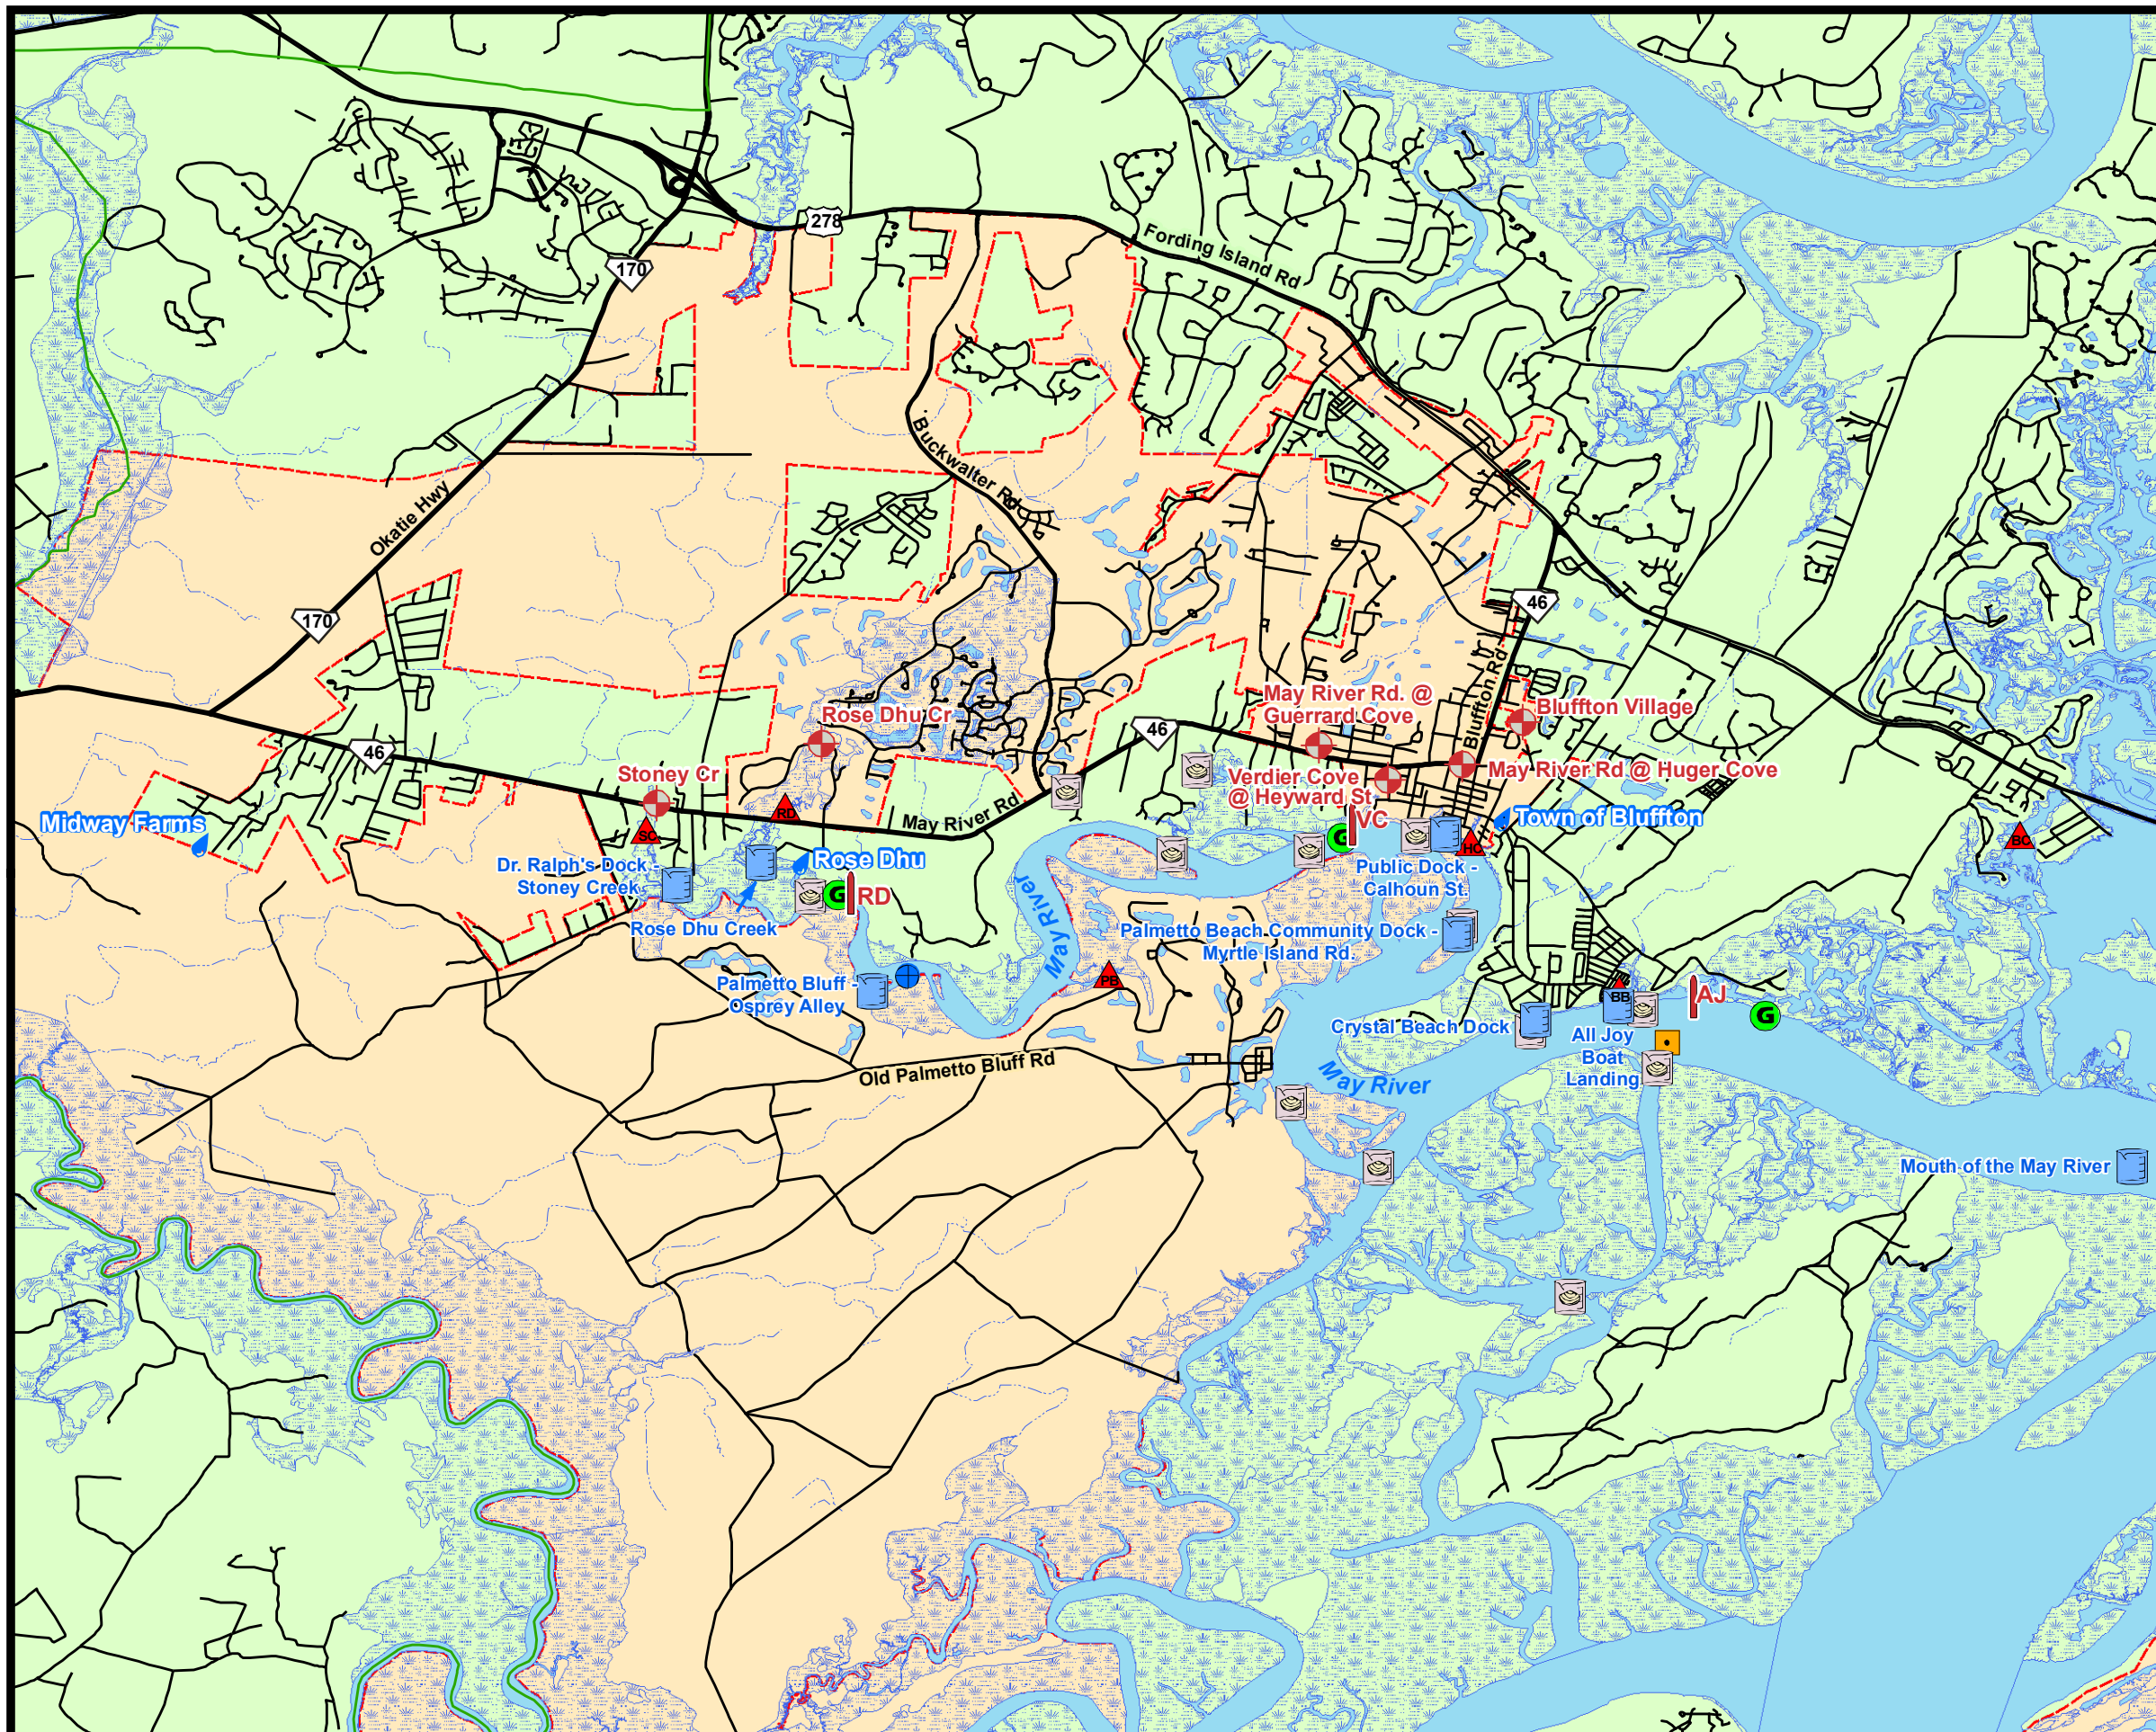 278
Fording Island Rd
170
Buckwalter Rd
Okatie Hwy
170
46
Bluffton Rd
May River Rd. @
Guerrard Cove
Bluffton Village
Rose Dhu Cr
46
46
Stoney Cr
Verdier Cove
@ Heyward St
May River Rd @ Huger Cove
RD
May River Rd
VC
Town of Bluffton
Midway Farms
SC
HC
BC
G
Dr. Ralph's Dock -
Stoney Creek
Rose Dhu
Public Dock -
Calhoun St.
G
RD
May River
Rose Dhu Creek
Palmetto Beach Community Dock -
Myrtle Island Rd.
PB
Palmetto Bluff -
Osprey Alley
BB
AJ
G
Crystal Beach Dock
All Joy
Boat
Landing
Old Palmetto Bluff Rd
May River
Mouth of the May River